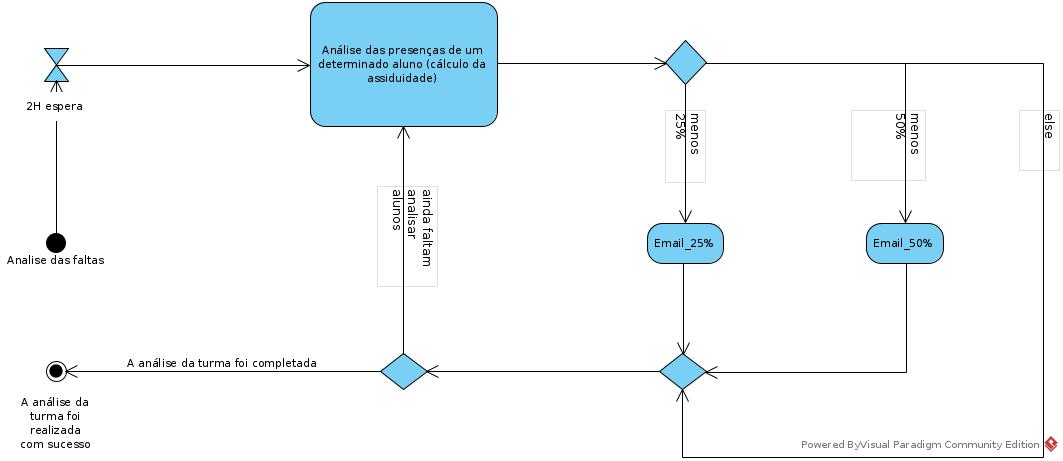 Análise das presenças de um
determinado aluno (cálculo da
assiduidade)
2H espera
menos
25%
menos
50%
else
ainda faltam
analisar
alunos
Email_25%
Email_50%
Analise das faltas
A análise da turma foi completada
A análise da
turma foi
realizada
com sucesso
Powered ByVisual Paradigm Community Edition